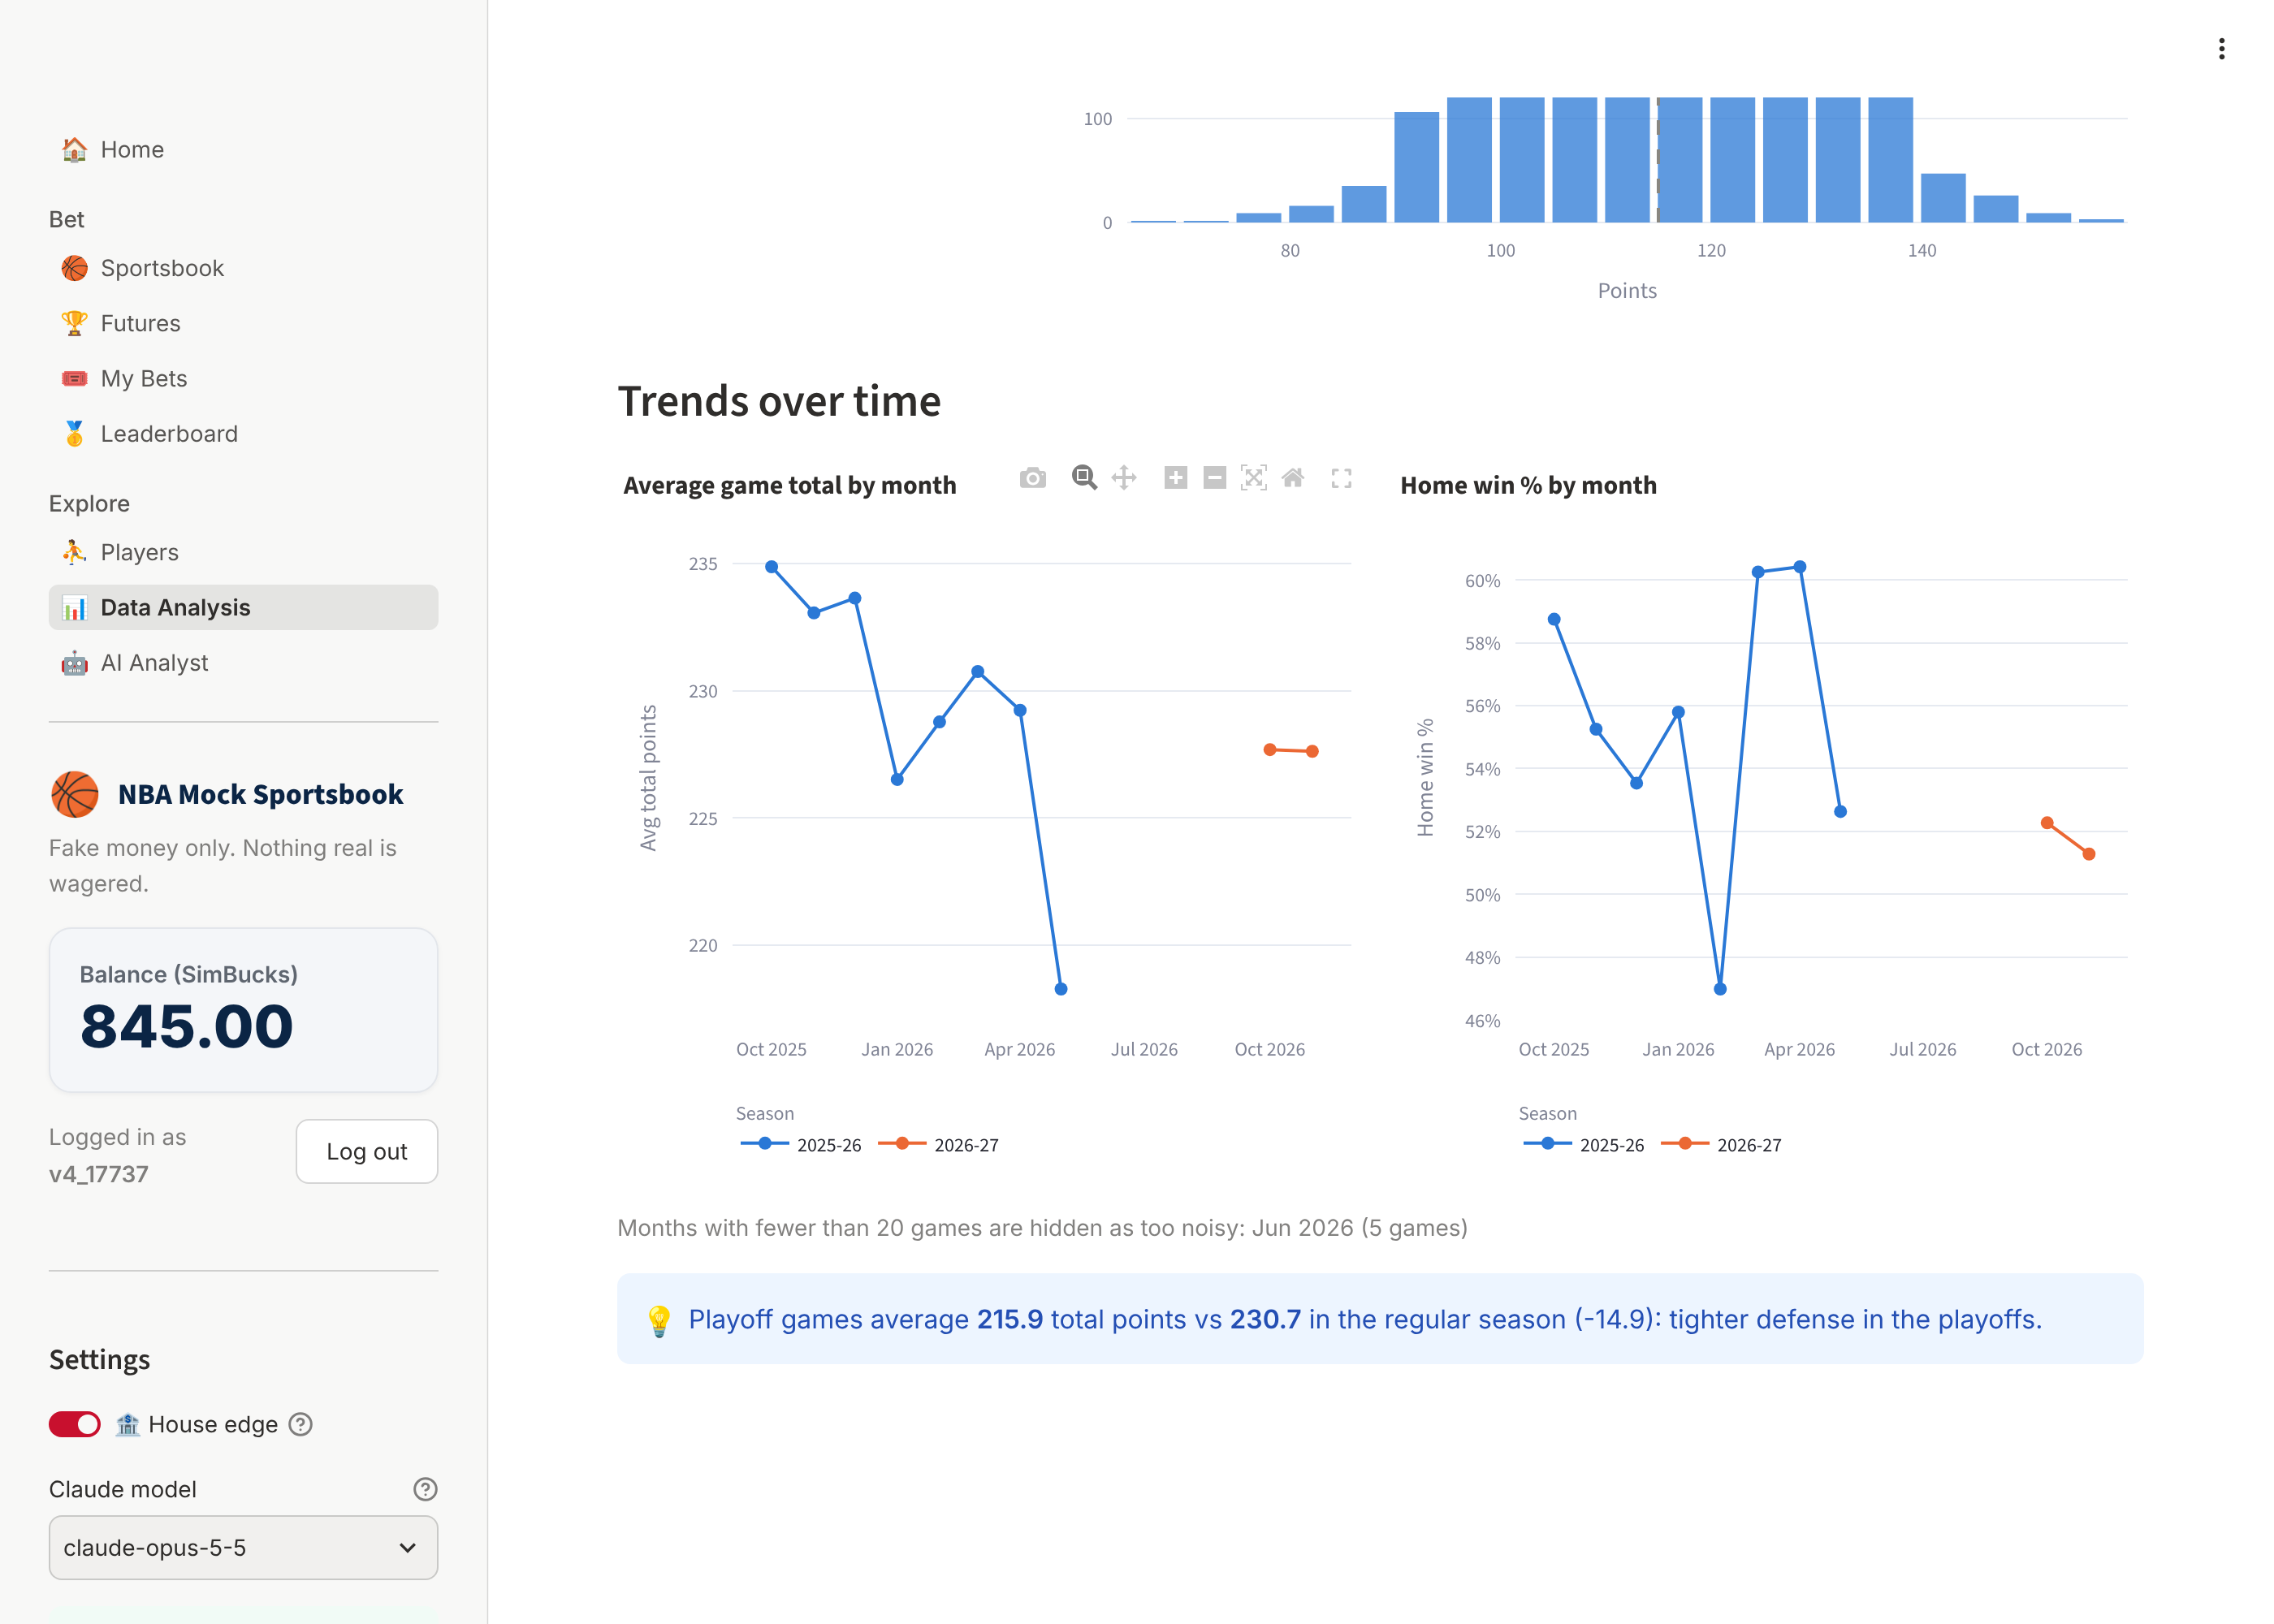 Home
Bet
Sportsbook
Futures
My Bets
Leaderboard
Explore
Players
Data Analysis
AI Analyst
NBA Mock Sportsbook
Fake money only. Nothing real is
wagered.
Balance (SimBucks)
845.00
Logged in as
v4_17737
Log out
Settings
House edge
Claude model
claude-opus-5-5
100
0
80
100
120
140
Points
Trends over time
Average game total by month
235
230
225
220
Avg total points
Oct 2025
Jan 2026
Apr 2026
Jul 2026
Oct 2026
Season
2025-26
2026-27
Home win % by month
60%
58%
56%
54%
52%
50%
48%
46%
Home win %
Oct 2025
Jan 2026
Apr 2026
Jul 2026
Oct 2026
Season
2025-26
2026-27
Months with fewer than 20 games are hidden as too noisy: Jun 2026 (5 games)
Playoff games average 215.9 total points vs 230.7 in the regular season (-14.9): tighter defense in the playoffs.